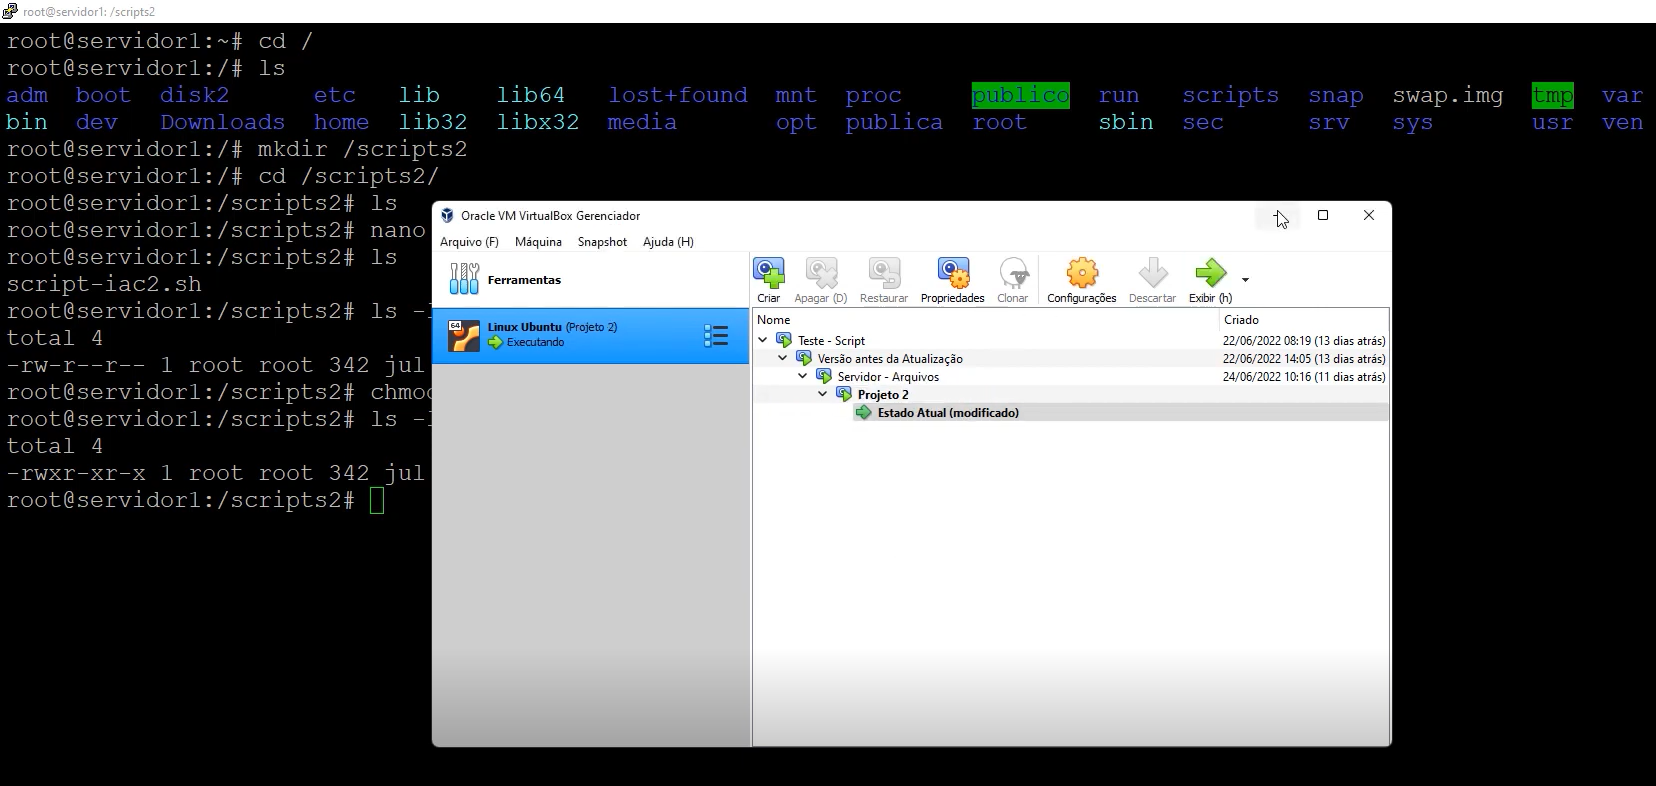 root@servidor1: /scripts2
root@servidor1:~# cd /
root@servidor1:/# ls
adm boot disk2 etc lib lib64 lost+found mnt proc publico run scripts snap swap.img tmp var
bin dev Downloads home lib32 libx32 media opt publica root sbin sec srv sys usr ven
root@servidor1:/# mkdir /scripts2
root@servidor1:/# cd /scripts2/
root@servidor1:/scripts2# ls
root@servidor1:/scripts2# nano
root@servidor1:/scripts2# ls
script-iac2.sh
root@servidor1:/scripts2# ls -l
total 4
-rw-r--r-- 1 root root 342 jul
root@servidor1:/scripts2# chmod
root@servidor1:/scripts2# ls -l
total 4
-rwxr-xr-x 1 root root 342 jul
root@servidor1:/scripts2#
Oracle VM VirtualBox Gerenciador
Arquivo (F) Máquina Snapshot Ajuda (H)
Ferramentas
64
Linux Ubuntu (Projeto 2)
Executando
Criar Apagar (D) Restaurar Propriedades Clonar Configurações Descartar Exibir (h)
Nome Criado
Teste - Script 22/06/2022 08:19 (13 dias atrás)
Versão antes da Atualização 22/06/2022 14:05 (13 dias atrás)
Servidor - Arquivos 24/06/2022 10:16 (11 dias atrás)
Projeto 2
Estado Atual (modificado)